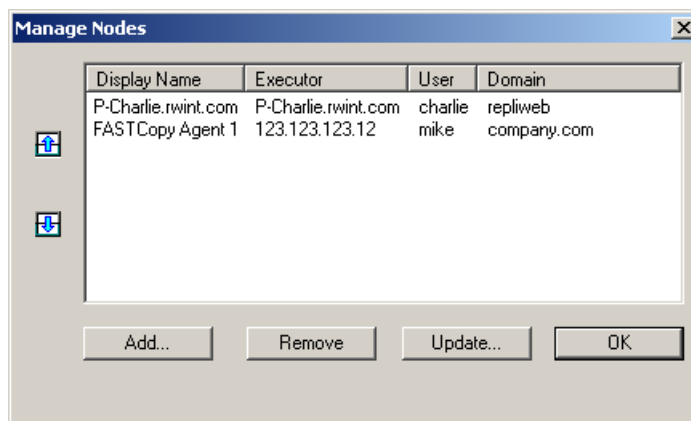 Manage Nodes
Display Name Executor User Domain
P-Charlie.rwint.com P-Charlie.rwint.com charlie repliweb
FASTCopy Agent 1 123.123.123.12 mike company.com
Add... Remove Update... OK